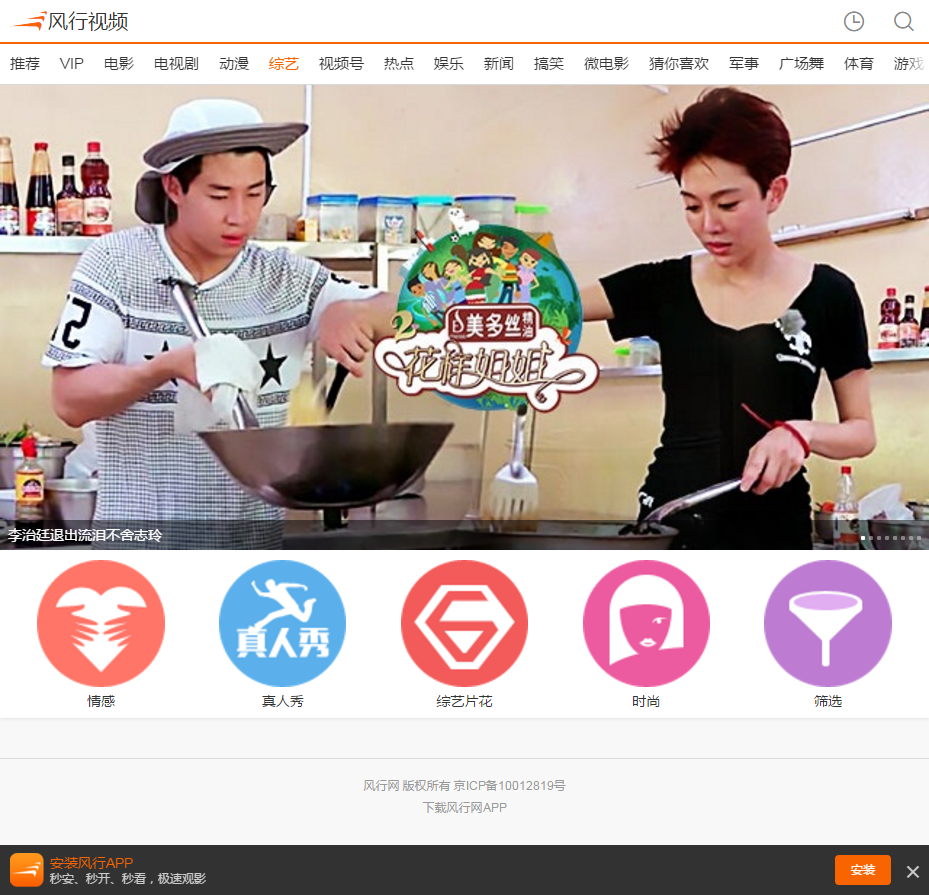 风行视频
推荐 VIP 电影 电视剧 动漫 综艺 视频号 热点 娱乐 新闻 搞笑 微电影 猜你喜欢 军事 广场舞 体育 游戏
美多丝 精油
2
花样姐姐
李治廷退出流泪不舍志玲
真人秀
情感 真人秀 综艺片花 时尚 筛选
风行网 版权所有 京ICP备10012819号
下载风行网APP
安装风行APP
秒安、秒开、秒看，极速观影
安装